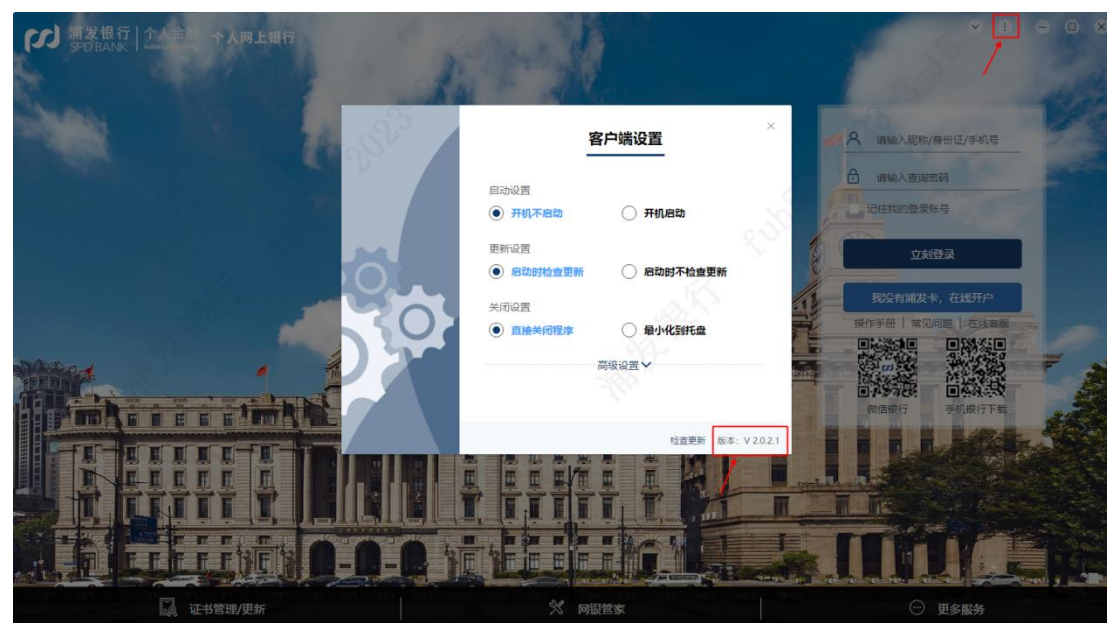 浦发银行 个人金融 个人网上银行
SPD BANK
客户端设置
启动设置
开机不启动 开机启动
更新设置
启动时检查更新 启动时不检查更新
关闭设置
直接关闭程序 最小化到托盘
高级设置
检查更新 版本: V 2.0.2.1
请输入昵称/身份证/手机号
请输入查询密码
记住我的登录账号
立刻登录
我没有浦发卡，在线开户
操作手册 | 常见问题 | 在线客服
微信银行 手机银行下载
证书管理/更新 网银管家 更多服务
浦发银行